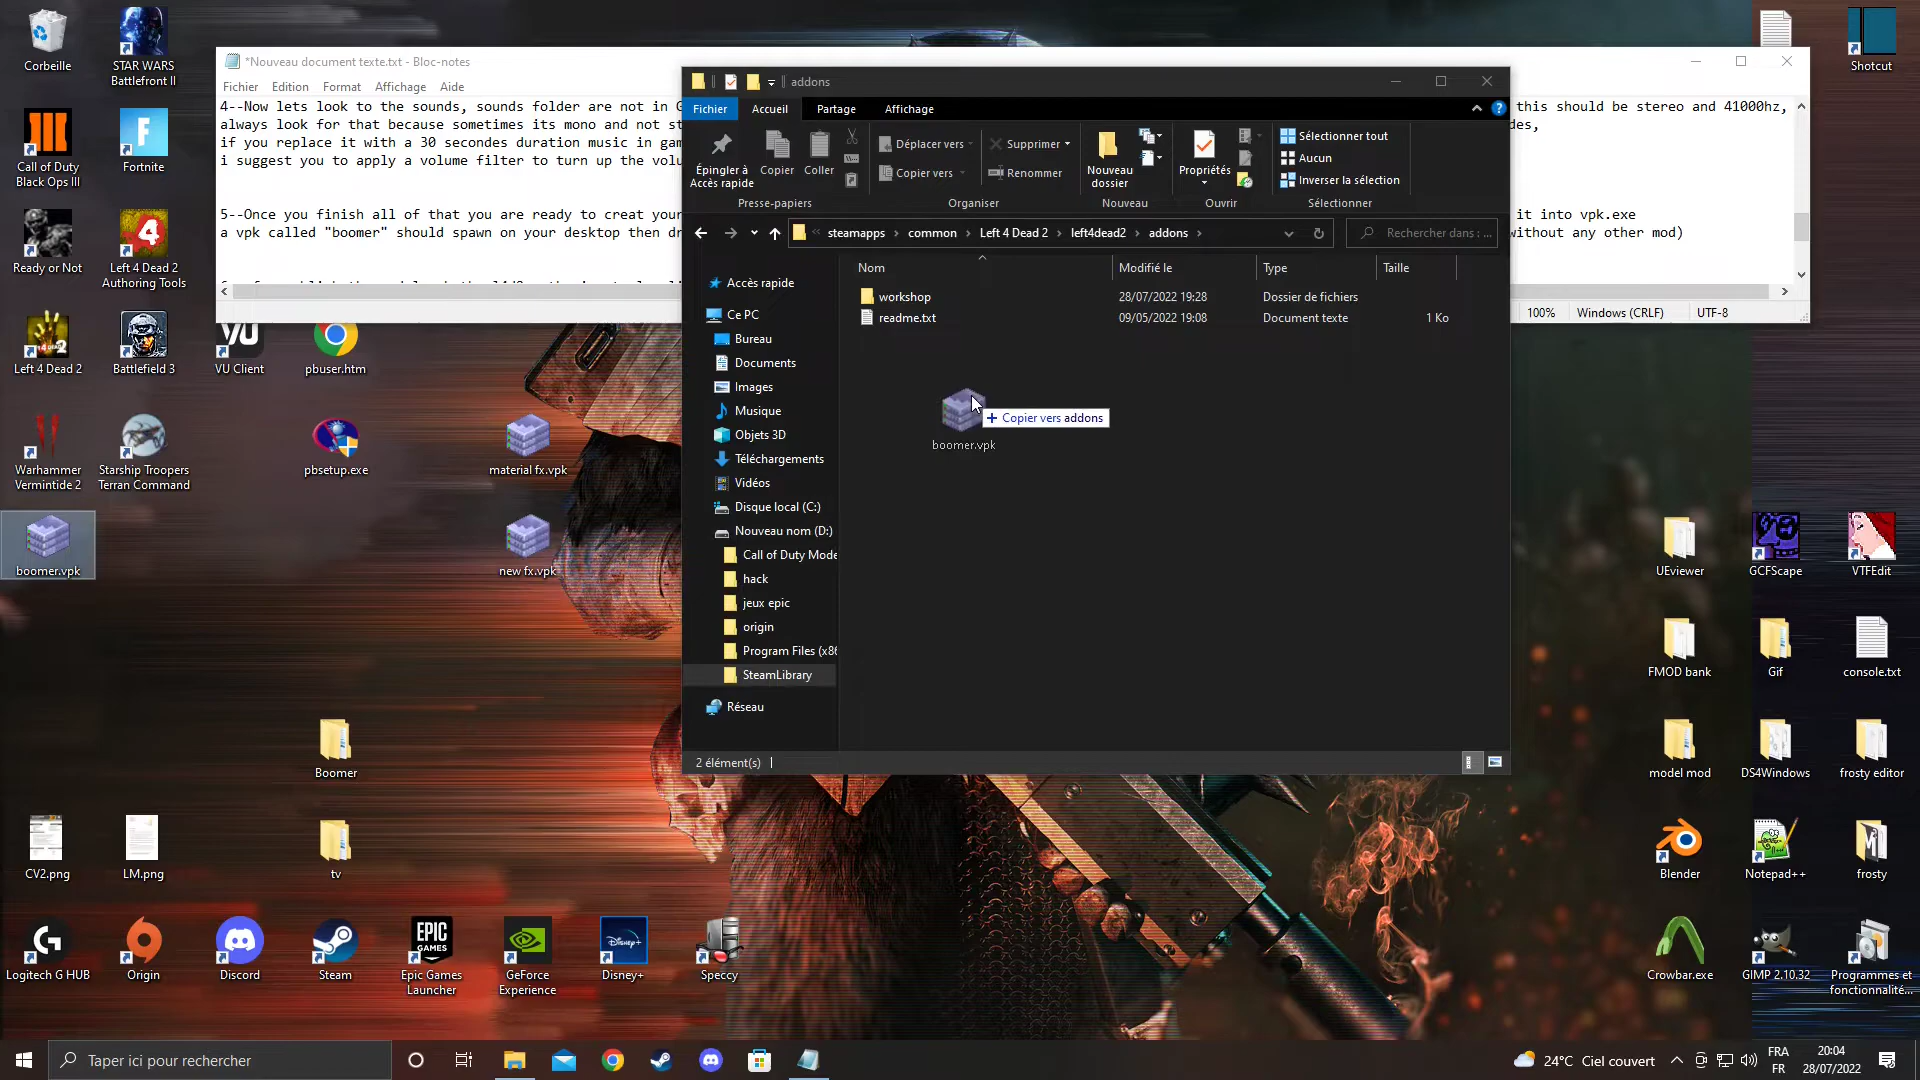 Corbeille
STAR WARS
Battlefront II
Shotcut
Call of Duty
Black Ops III
Fortnite
Ready or Not
Left 4 Dead 2
Authoring Tools
Left 4 Dead 2
Battlefield 3
VU Client
pbuser.htm
Warhammer
Vermintide 2
Starship Troopers
Terran Command
pbsetup.exe
material fx.vpk
boomer.vpk
new fx.vpk
Boomer
CV2.png
LM.png
tv
Logitech G HUB
Origin
Discord
Steam
EPIC
GAMES
Epic Games
Launcher
GeForce
Experience
Disney+
Disney+
Speccy
UEviewer
GCFScape
VTFEdit
FMOD bank
Gif
console.txt
model mod
DS4Windows
frosty editor
Blender
Notepad++
frosty
Crowbar.exe
GIMP 2.10.32
Programmes et
fonctionnalité...
*Nouveau document texte.txt - Bloc-notes
Fichier Edition Format Affichage Aide
4--Now lets look to the sounds, sounds folder are not in G
this should be stereo and 41000hz,
always look for that because sometimes its mono and not st
des,
if you replace it with a 30 secondes duration music in gam
i suggest you to apply a volume filter to turn up the volu
5--Once you finish all of that you are ready to creat your
it into vpk.exe
a vpk called "boomer" should spawn on your desktop then dr
without any other mod)
100% Windows (CRLF) UTF-8
addons
Fichier Accueil Partage Affichage
Épingler à
Accès rapide
Copier
Coller
Déplacer vers
Copier vers
Supprimer
Renommer
Nouveau
dossier
Propriétés
Sélectionner tout
Aucun
Inverser la sélection
Presse-papiers Organiser Nouveau Ouvrir Sélectionner
« steamapps > common > Left 4 Dead 2 > left4dead2 > addons >
Rechercher dans : ...
Nom Modifié le Type Taille
workshop 28/07/2022 19:28 Dossier de fichiers
readme.txt 09/05/2022 19:08 Document texte 1 Ko
boomer.vpk
+ Copier vers addons
Accès rapide
Ce PC
Bureau
Documents
Images
Musique
Objets 3D
Téléchargements
Vidéos
Disque local (C:)
Nouveau nom (D:)
Call of Duty Mode
hack
jeux epic
origin
Program Files (x86
SteamLibrary
Réseau
2 élément(s)
Taper ici pour rechercher
24°C Ciel couvert
FRA
FR
20:04
28/07/2022